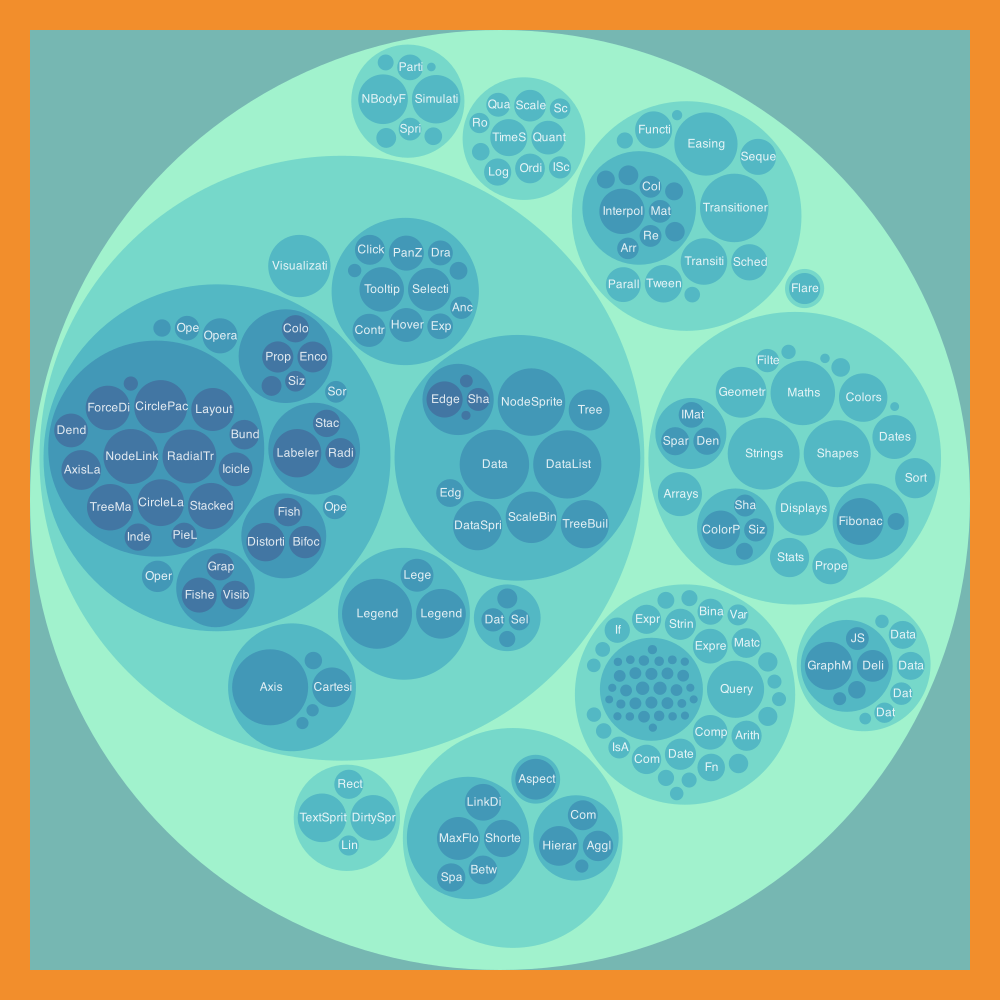 Parti
NBodyF
Simulati
Spri
Qua
Scale
Sc
Ro
TimeS
Quant
Log
Ordi
ISc
Functi
Easing
Seque
Col
Interpol
Mat
Re
Arr
Transitioner
Transiti
Sched
Parall
Tween
Flare
Visualizati
Click
PanZ
Dra
Tooltip
Selecti
Anc
Contr
Hover
Exp
Ope
Opera
Colo
Prop
Enco
Siz
Sor
ForceDi
CirclePac
Layout
Dend
Bund
NodeLink
RadialTr
AxisLa
Icicle
TreeMa
CircleLa
Stacked
Inde
PieL
Stac
Labeler
Radi
Ope
Fish
Distorti
Bifoc
Oper
Grap
Fishe
Visib
Edge
Sha
NodeSprite
Tree
Data
DataList
Edg
DataSpri
ScaleBin
TreeBuil
Lege
Legend
Legend
Dat
Sel
Axis
Cartesi
Filte
Geometr
Maths
Colors
IMat
Spar
Den
Strings
Shapes
Dates
Sort
Arrays
Sha
ColorP
Siz
Displays
Fibonac
Stats
Prope
If
Expr
Strin
Bina
Var
Expre
Matc
Query
IsA
Com
Date
Comp
Arith
Fn
JS
GraphM
Deli
Data
Data
Dat
Dat
Rect
TextSprit
DirtySpr
Lin
Aspect
LinkDi
MaxFlo
Shorte
Spa
Betw
Com
Hierar
Aggl